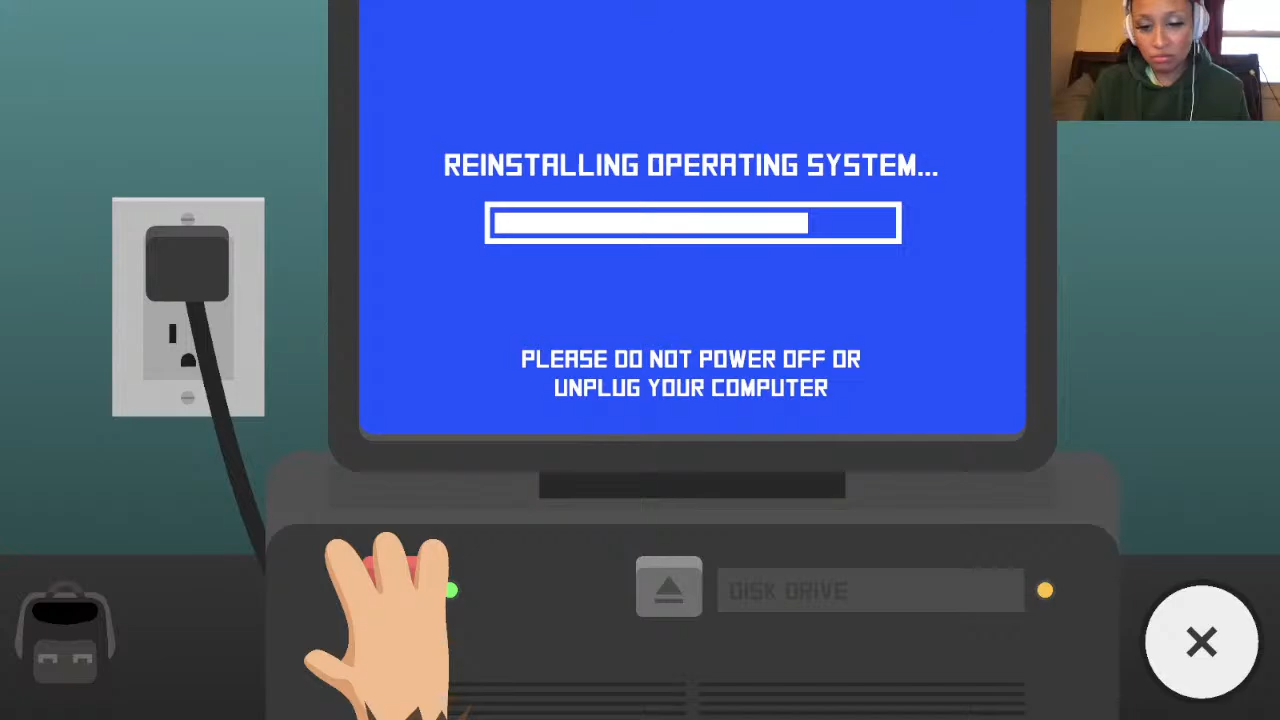 REINSTALLING OPERATING SYSTEM...
PLEASE DO NOT POWER OFF OR
UNPLUG YOUR COMPUTER
DISK DRIVE